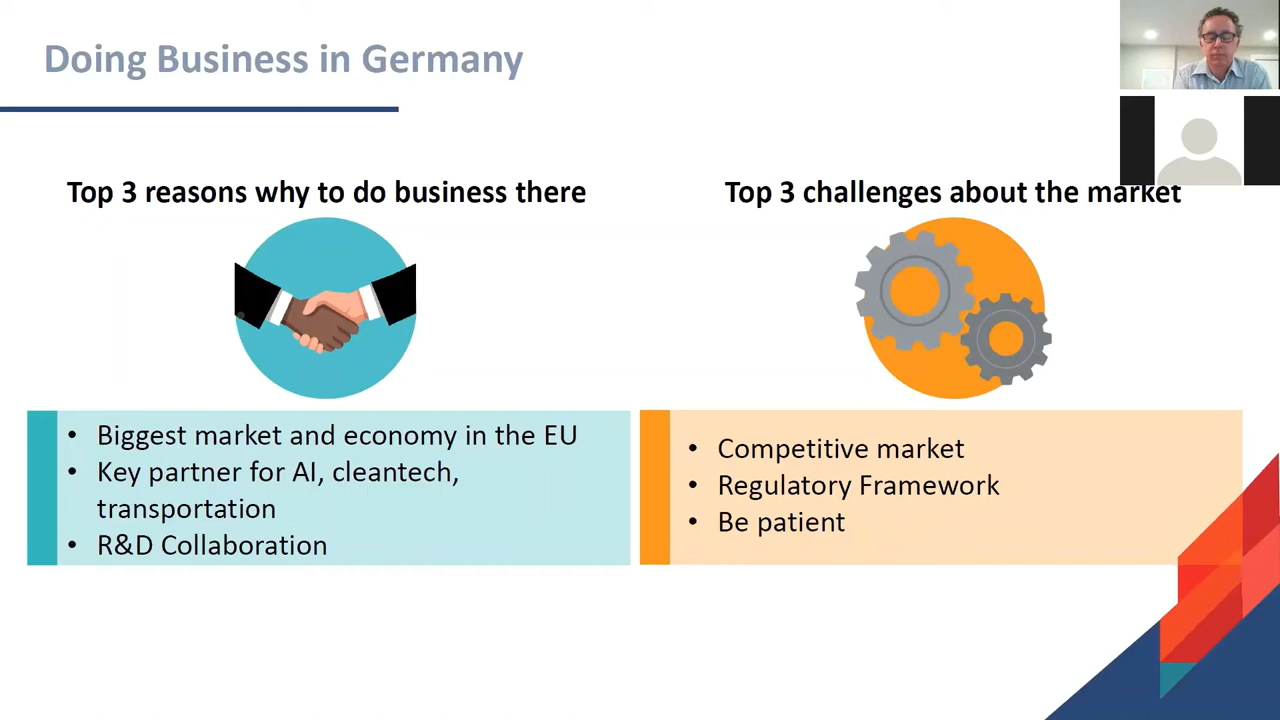 Doing Business in Germany
Top 3 reasons why to do business there
• Biggest market and economy in the EU
• Key partner for AI, cleantech,
transportation
• R&D Collaboration
Top 3 challenges about the market
• Competitive market
• Regulatory Framework
• Be patient